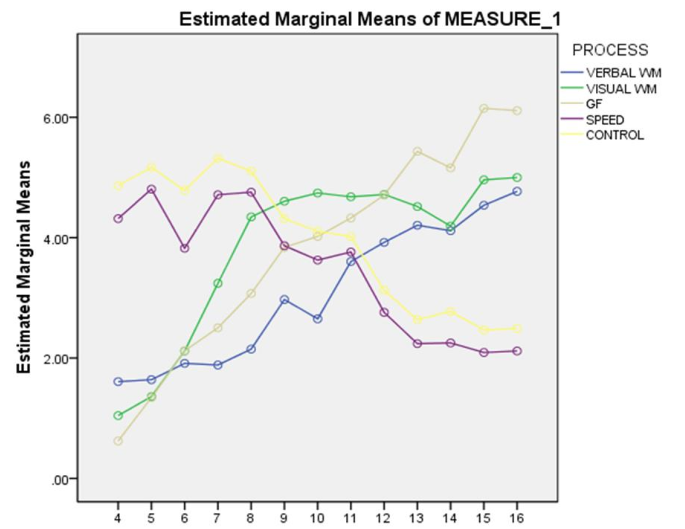 Estimated Marginal Means of MEASURE_1
PROCESS
VERBAL WM
VISUAL WM
GF
SPEED
CONTROL
Estimated Marginal Means
6.00
4.00
2.00
.00
4 5 6 7 8 9 10 11 12 13 14 15 16